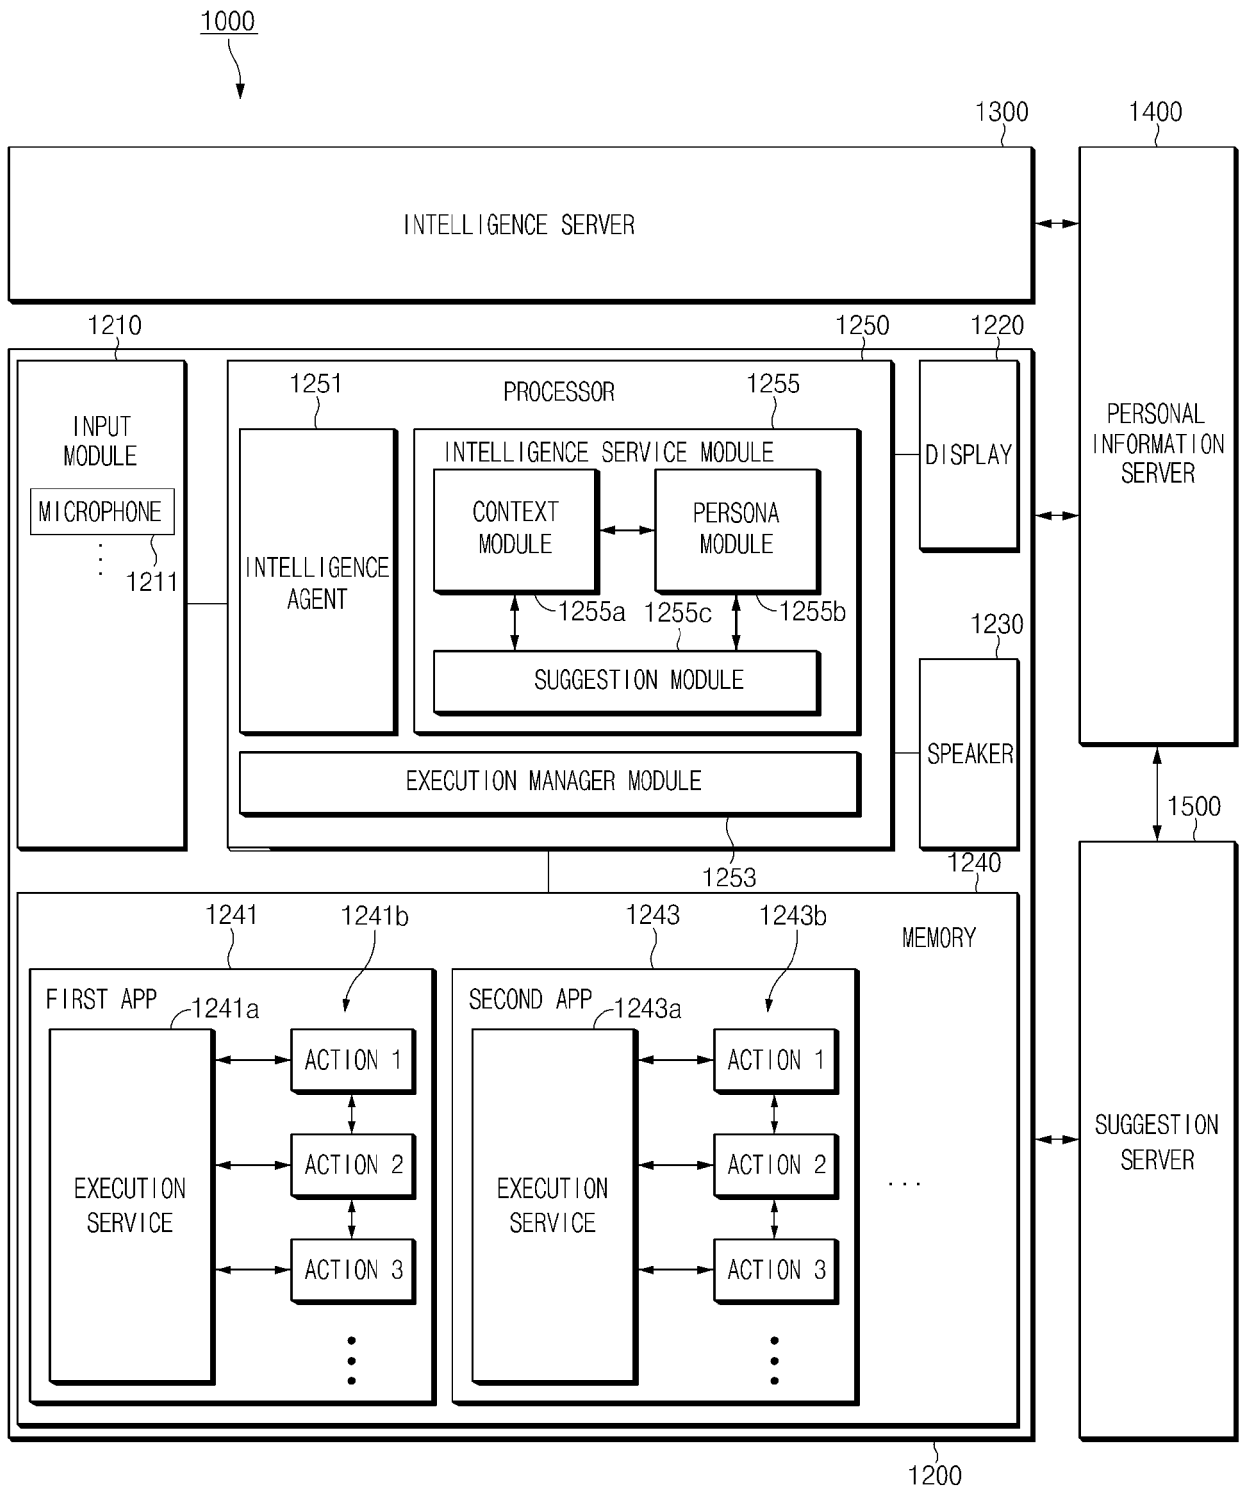 1000
1300
1400
INTELLIGENCE SERVER
1210
1250
1220
1251
PROCESSOR
1255
INPUT
MODULE
INTELLIGENCE SERVICE MODULE
DISPLAY
PERSONAL
INFORMATION
SERVER
MICROPHONE
1211
CONTEXT
MODULE
PERSONA
MODULE
INTELLIGENCE
AGENT
1255a
1255c
1255b
1230
SUGGESTION MODULE
SPEAKER
EXECUTION MANAGER MODULE
1500
1253
1240
1241
1241b
1243
1243b
MEMORY
FIRST APP
1241a
SECOND APP
1243a
ACTION 1
ACTION 1
SUGGESTION
SERVER
ACTION 2
ACTION 2
EXECUTION
SERVICE
EXECUTION
SERVICE
...
ACTION 3
ACTION 3
1200